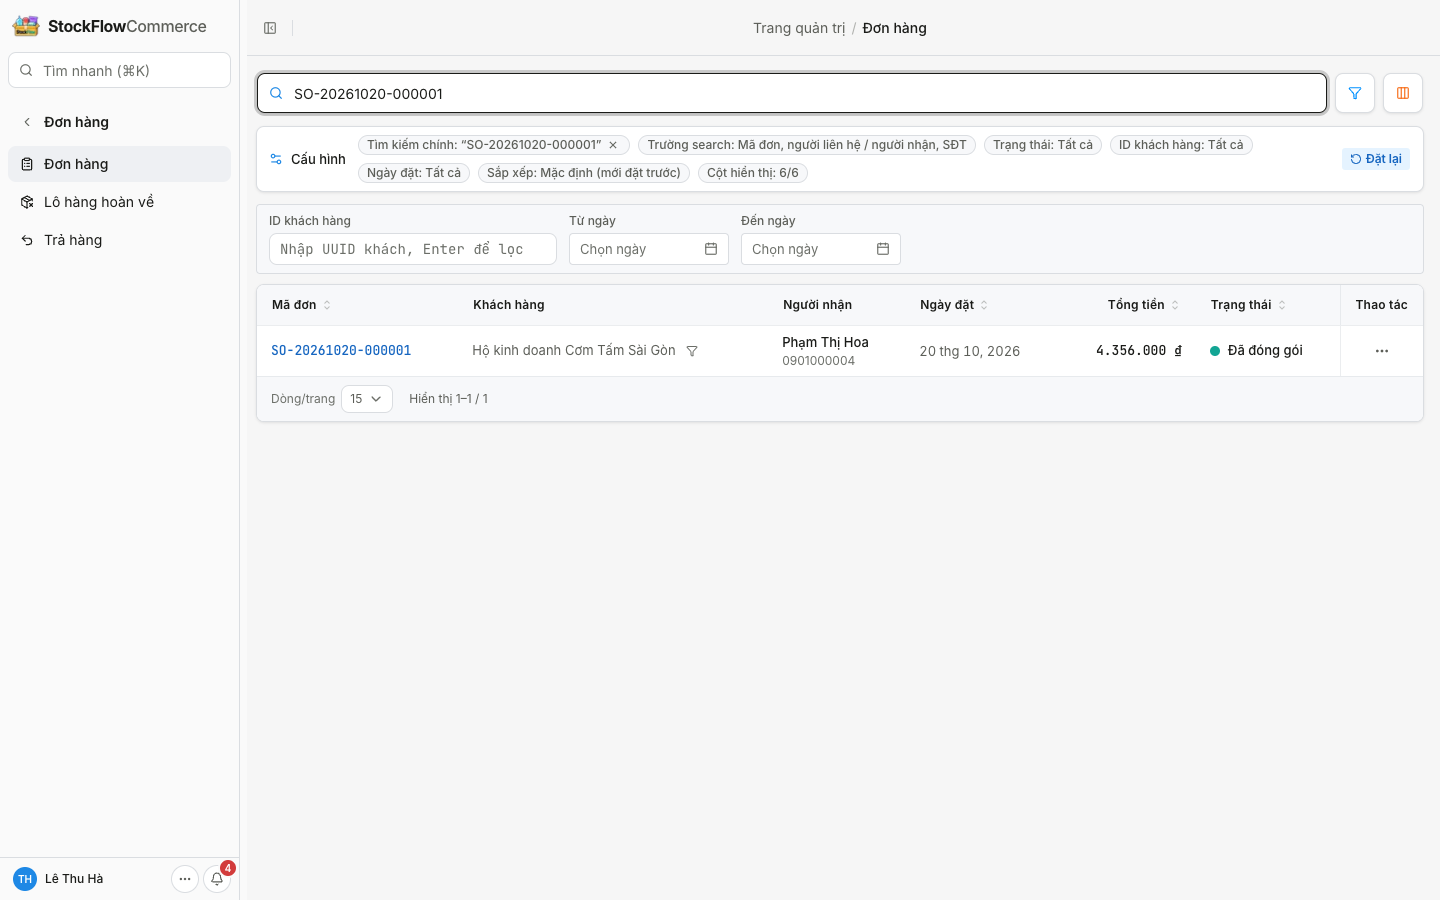 StockFlowCommerce
Tìm nhanh (⌘K)
Đơn hàng
Đơn hàng
Lô hàng hoàn về
Trả hàng
TH Lê Thu Hà
4
Trang quản trị / Đơn hàng
SO-20261020-000001
Cấu hình
Tìm kiếm chính: “SO-20261020-000001” ×
Trường search: Mã đơn, người liên hệ / người nhận, SĐT
Trạng thái: Tất cả
ID khách hàng: Tất cả
Ngày đặt: Tất cả
Sắp xếp: Mặc định (mới đặt trước)
Cột hiển thị: 6/6
Đặt lại
ID khách hàng
Nhập UUID khách, Enter để lọc
Từ ngày
Chọn ngày
Đến ngày
Chọn ngày
Mã đơn Khách hàng Người nhận Ngày đặt Tổng tiền Trạng thái Thao tác
SO-20261020-000001 Hộ kinh doanh Cơm Tấm Sài Gòn Phạm Thị Hoa 20 thg 10, 2026 4.356.000 ₫ Đã đóng gói
0901000004
Dòng/trang 15 Hiển thị 1–1 / 1